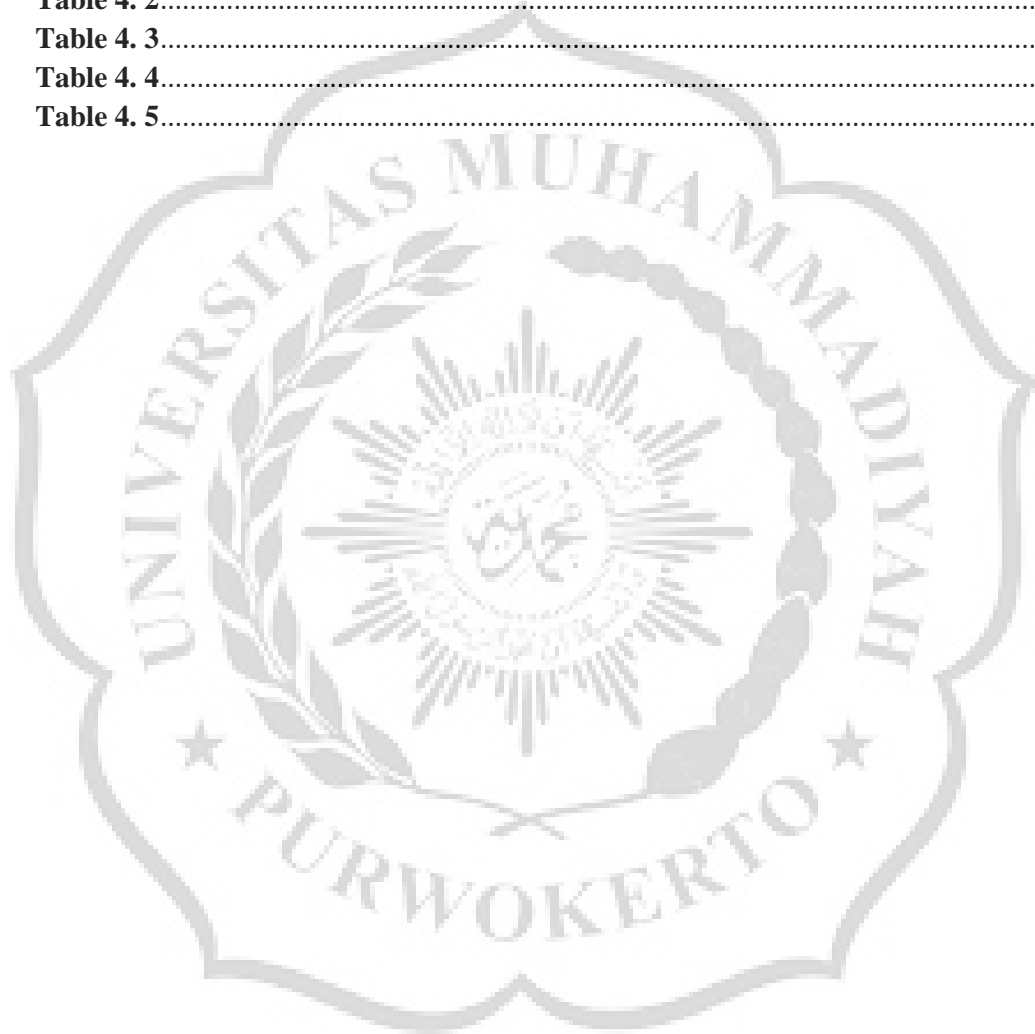 Table 4. 2
Table 4. 3
Table 4. 4
Table 4. 5
UNIVERSITAS MUHAMMADIYAH
PURWOKERTO